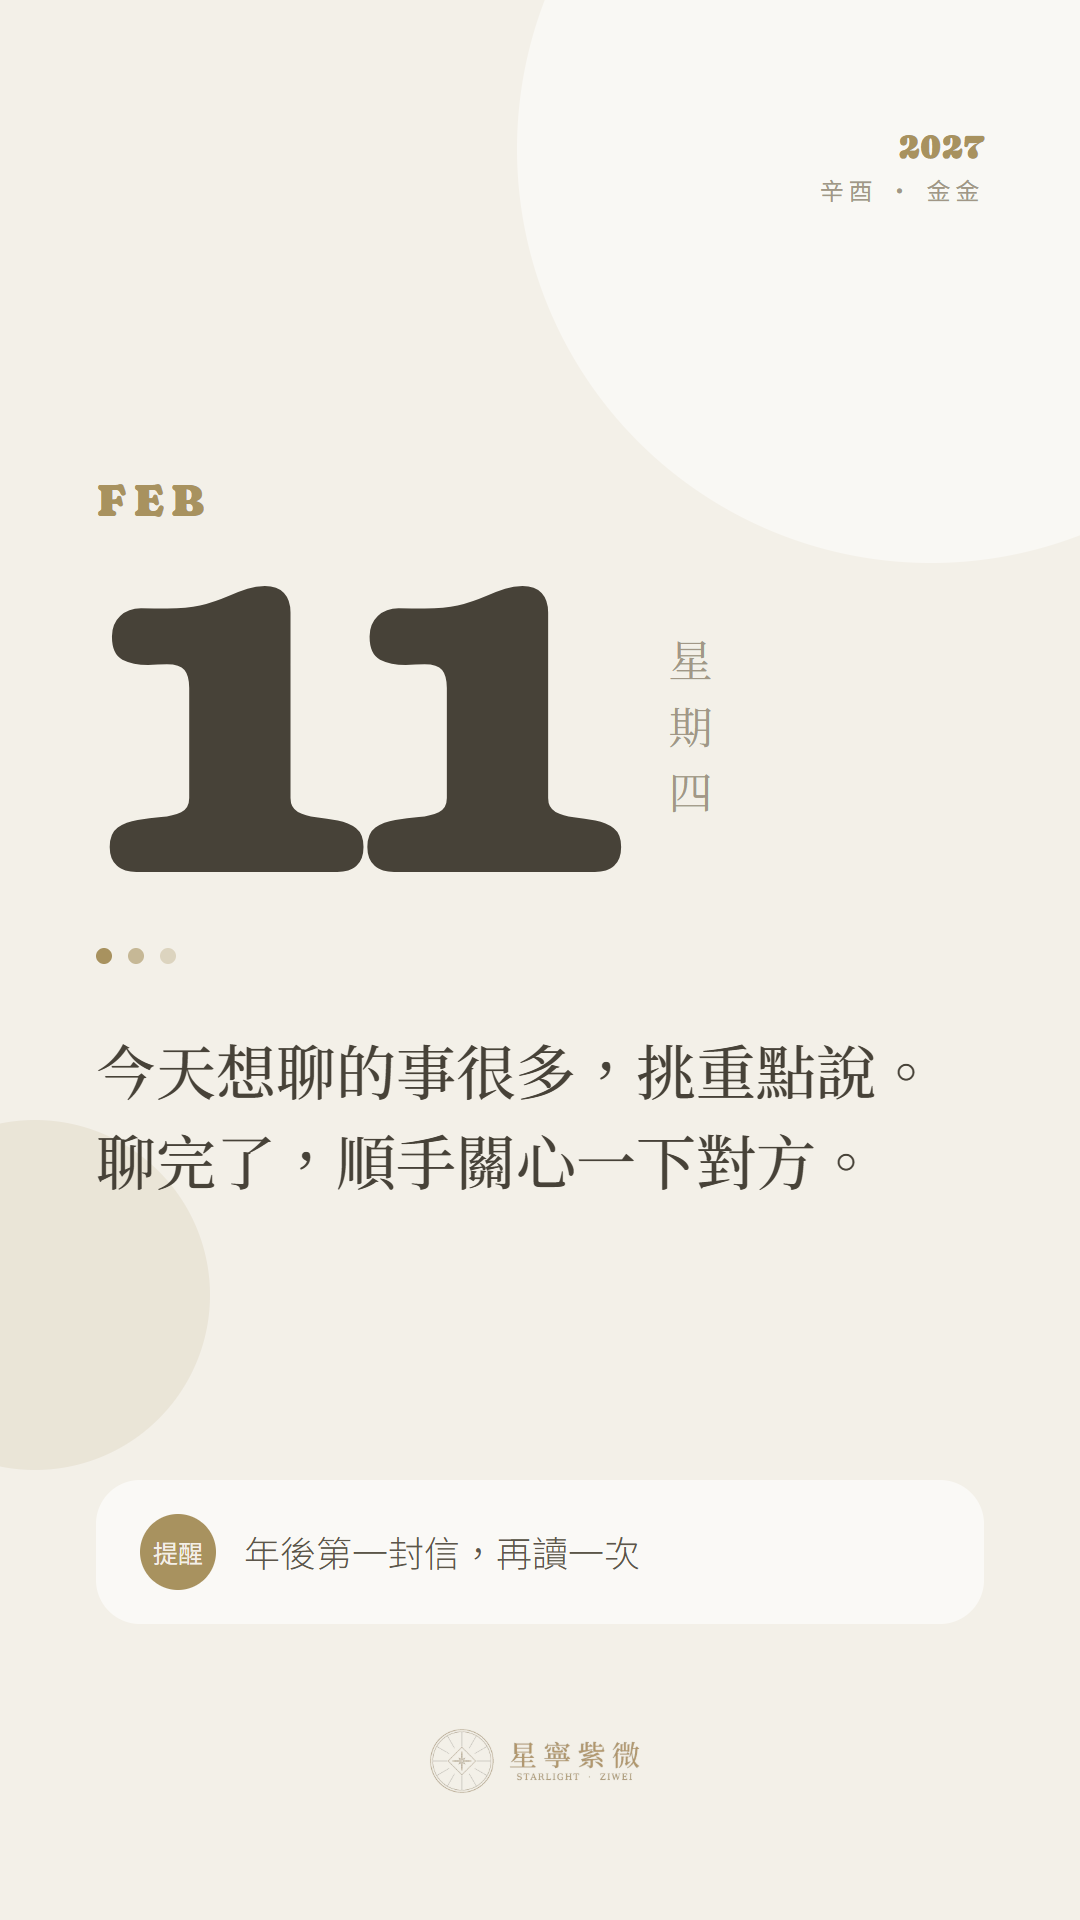 2027
辛酉 · 金金
FEB
11
星期四
今天想聊的事很多，挑重點說。
聊完了，順手關心一下對方。
提醒
年後第一封信，再讀一次
星寧紫微
STARLIGHT · ZIWEI